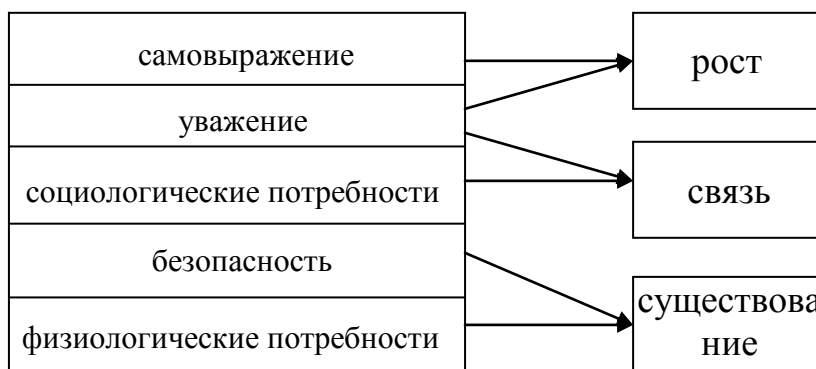 самовыражение
уважение
социологические потребности
безопасность
физиологические потребности
рост
связь
существова
ние